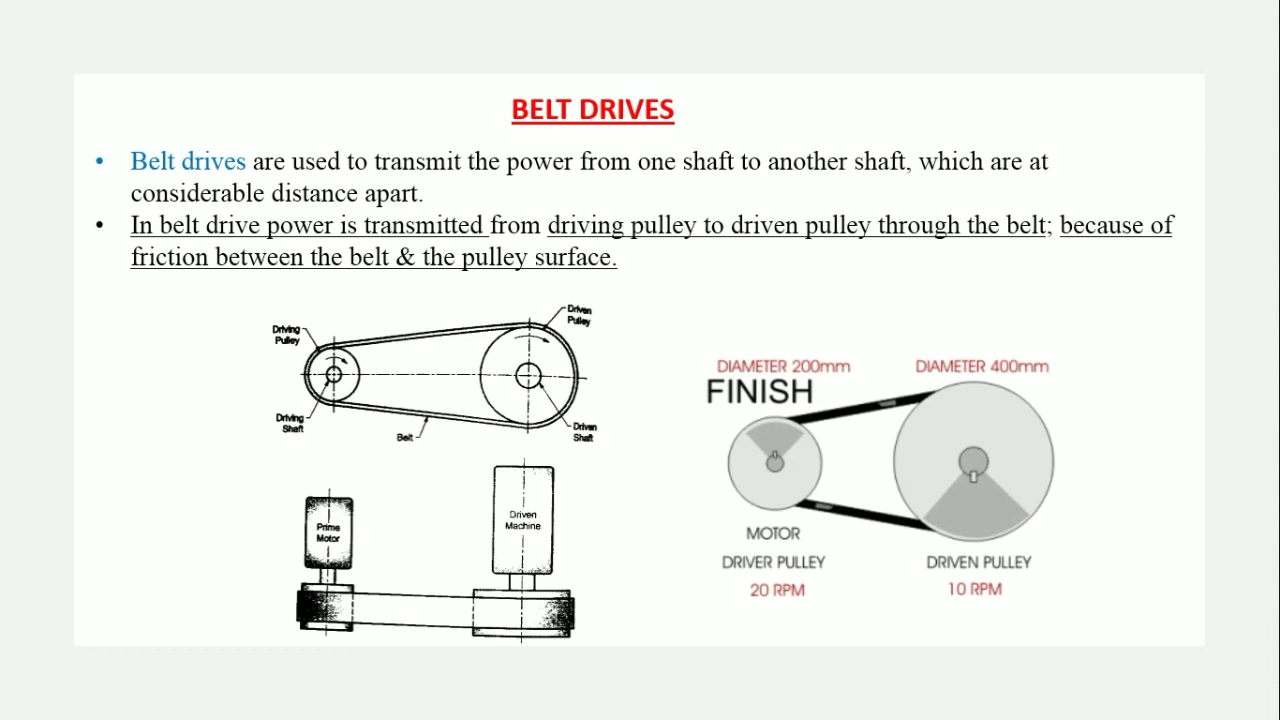 BELT DRIVES
• Belt drives are used to transmit the power from one shaft to another shaft, which are at
considerable distance apart.
• In belt drive power is transmitted from driving pulley to driven pulley through the belt; because of
friction between the belt & the pulley surface.
Driving
Pulley
Driven
Pulley
Driving
Shaft
Belt
Driven
Shaft
Prime
Motor
Driven
Machine
DIAMETER 200mm
DIAMETER 400mm
FINISH
MOTOR
DRIVER PULLEY
DRIVEN PULLEY
20 RPM
10 RPM